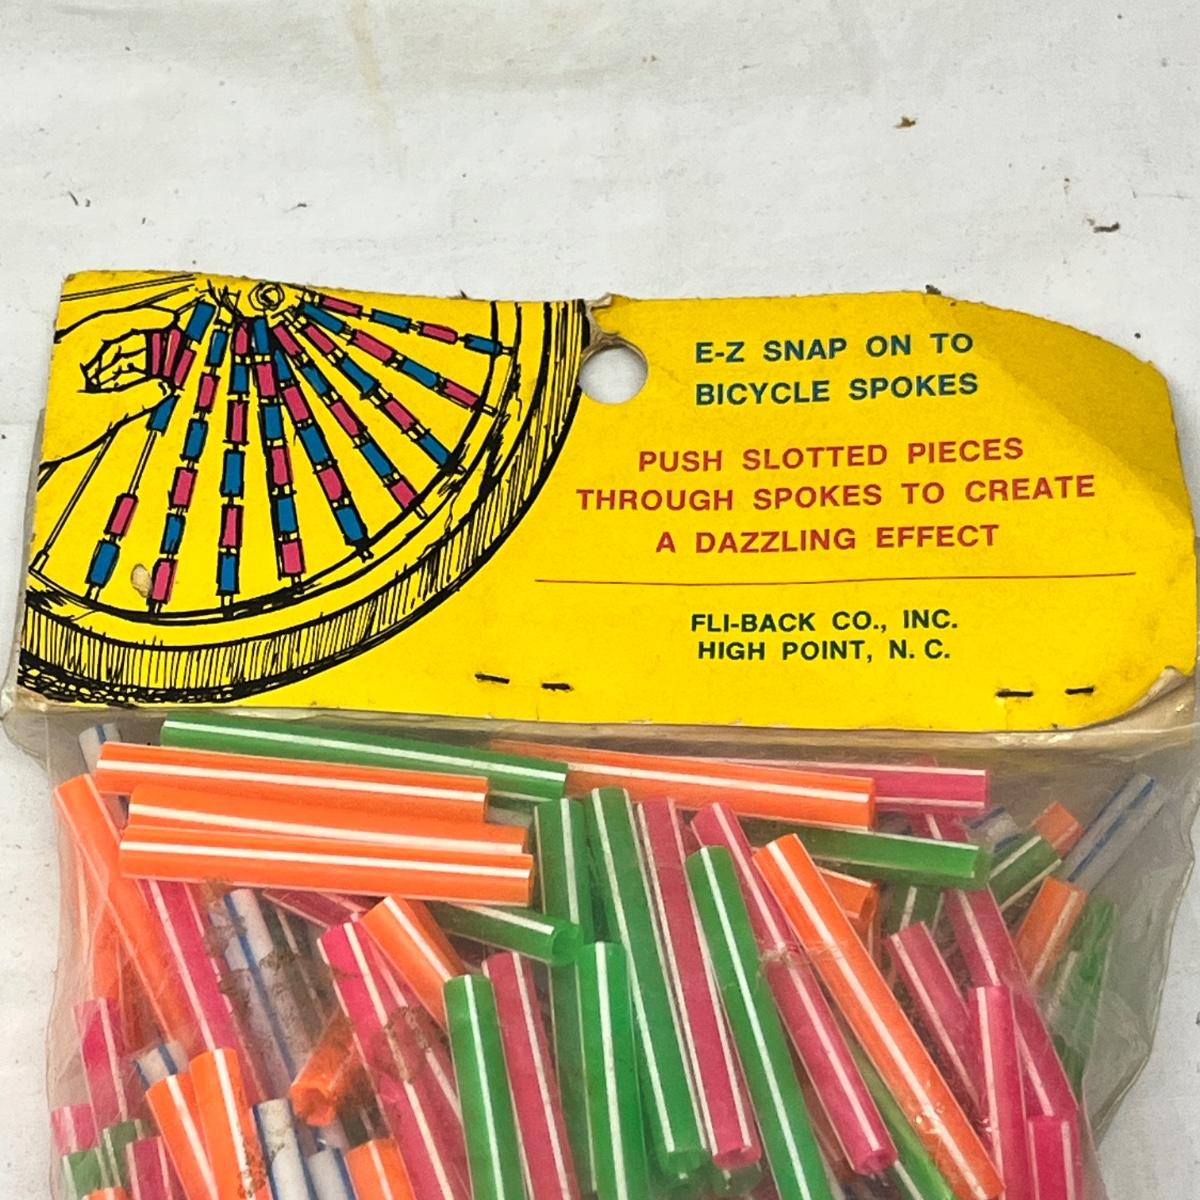 E-Z SNAP ON TO
BICYCLE SPOKES
PUSH SLOTTED PIECES
THROUGH SPOKES TO CREATE
A DAZZLING EFFECT
FLI-BACK CO., INC.
HIGH POINT, N. C.